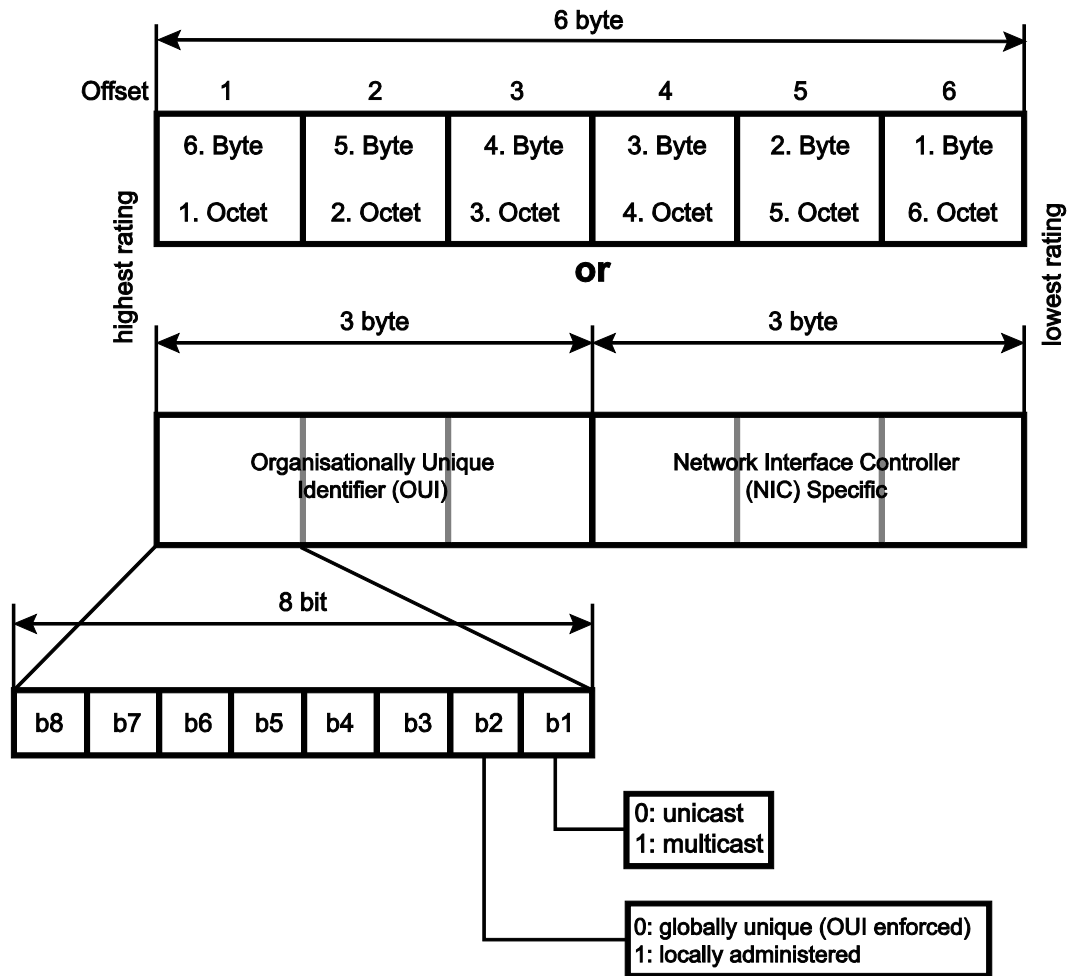 6 byte
Offset 1 2 3 4 5 6
6. Byte 5. Byte 4. Byte 3. Byte 2. Byte 1. Byte
1. Octet 2. Octet 3. Octet 4. Octet 5. Octet 6. Octet
highest rating
lowest rating
or
3 byte 3 byte
Organisationally Unique
Identifier (OUI)
Network Interface Controller
(NIC) Specific
8 bit
b8 b7 b6 b5 b4 b3 b2 b1
0: unicast
1: multicast
0: globally unique (OUI enforced)
1: locally administered